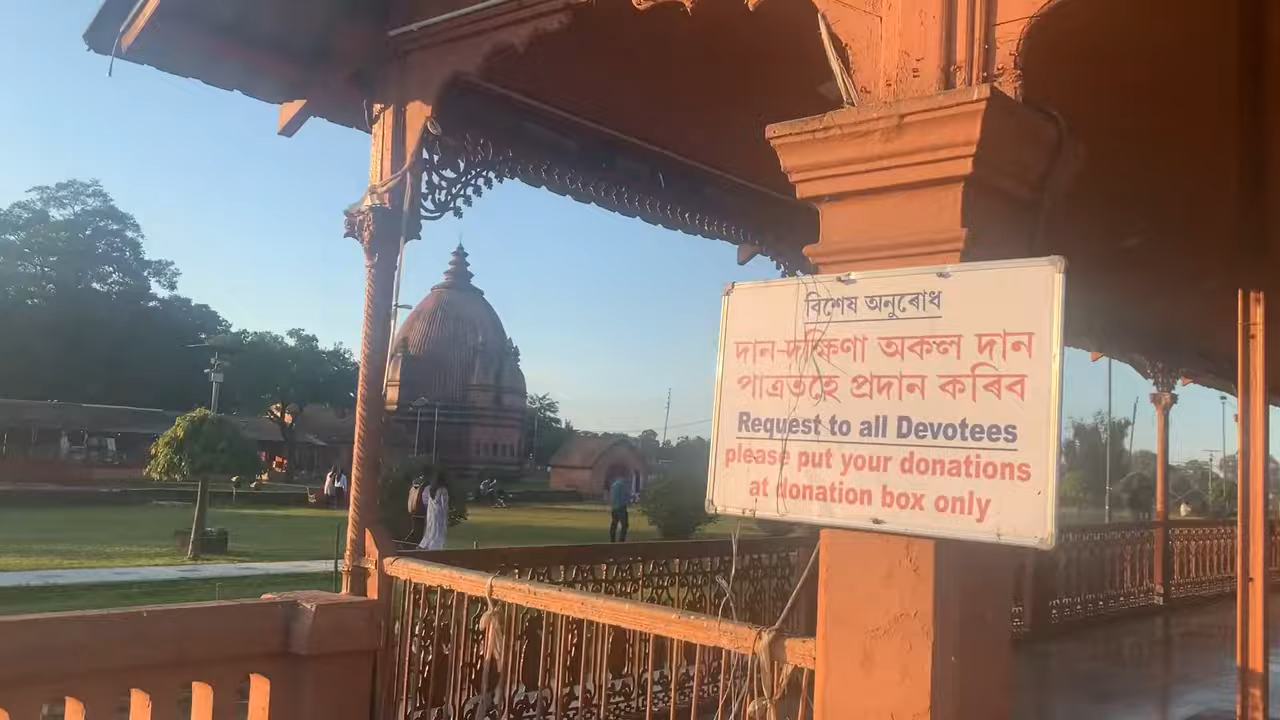 বিশেষ অনুৰোধ
দান-দক্ষিণা অকল দান
পাত্ৰতহে প্ৰদান কৰিব
Request to all Devotees
please put your donations
at donation box only